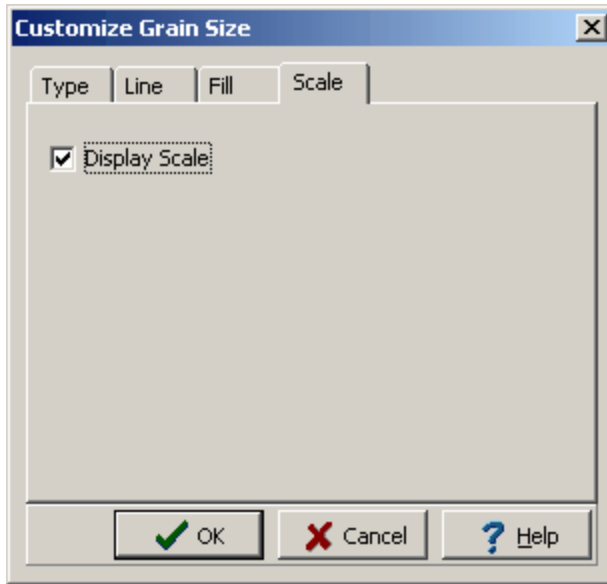 Customize Grain Size
Type Line Fill Scale
Display Scale
OK Cancel Help